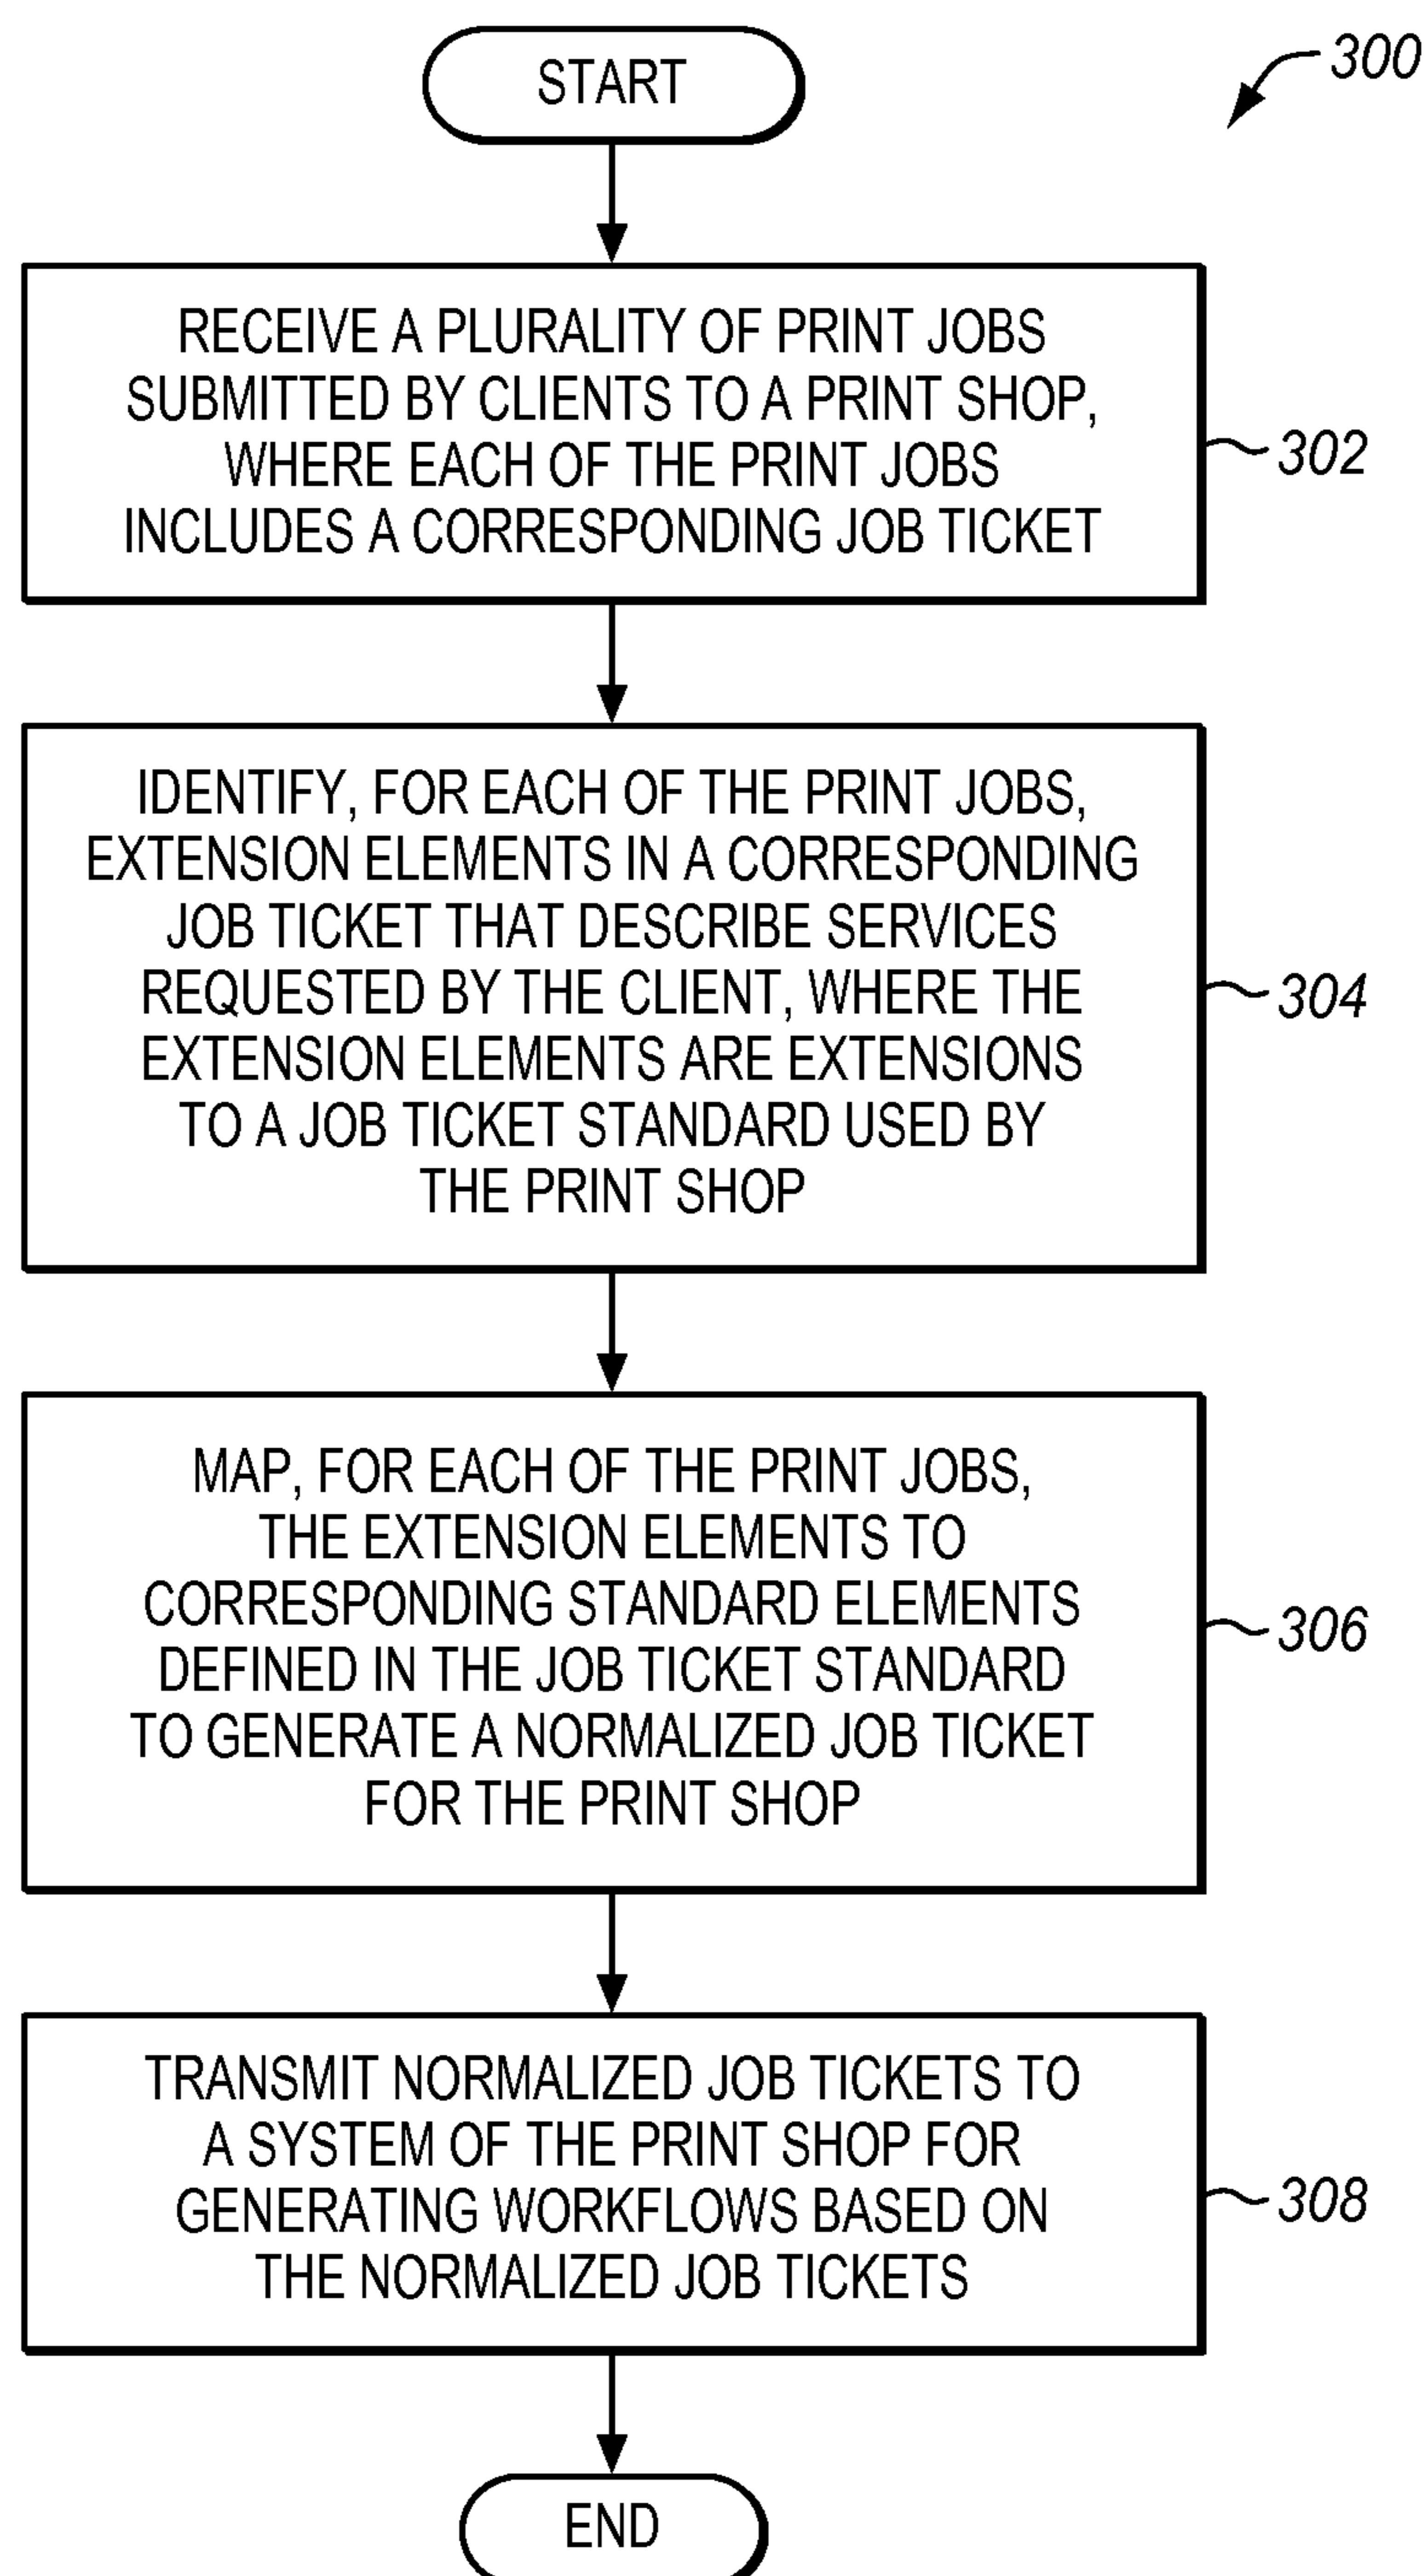 START
300
RECEIVE A PLURALITY OF PRINT JOBS
SUBMITTED BY CLIENTS TO A PRINT SHOP,
WHERE EACH OF THE PRINT JOBS
INCLUDES A CORRESPONDING JOB TICKET
302
IDENTIFY, FOR EACH OF THE PRINT JOBS,
EXTENSION ELEMENTS IN A CORRESPONDING
JOB TICKET THAT DESCRIBE SERVICES
REQUESTED BY THE CLIENT, WHERE THE
EXTENSION ELEMENTS ARE EXTENSIONS
TO A JOB TICKET STANDARD USED BY
THE PRINT SHOP
304
MAP, FOR EACH OF THE PRINT JOBS,
THE EXTENSION ELEMENTS TO
CORRESPONDING STANDARD ELEMENTS
DEFINED IN THE JOB TICKET STANDARD
TO GENERATE A NORMALIZED JOB TICKET
FOR THE PRINT SHOP
306
TRANSMIT NORMALIZED JOB TICKETS TO
A SYSTEM OF THE PRINT SHOP FOR
GENERATING WORKFLOWS BASED ON
THE NORMALIZED JOB TICKETS
308
END